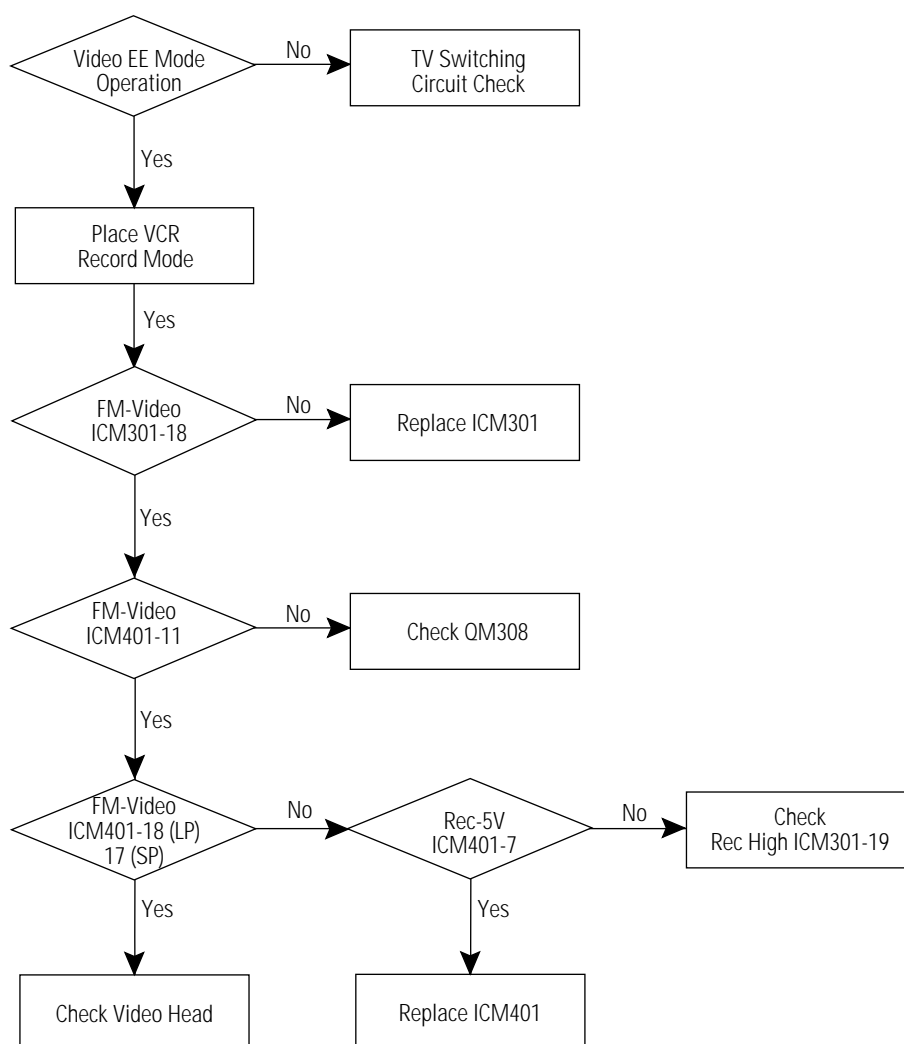 Video EE Mode
Operation
No
TV Switching
Circuit Check
Yes
Place VCR
Record Mode
Yes
FM-Video
ICM301-18
No
Replace ICM301
Yes
FM-Video
ICM401-11
No
Check QM308
Yes
FM-Video
ICM401-18 (LP)
17 (SP)
No
Rec-5V
ICM401-7
No
Check
Rec High ICM301-19
Yes
Yes
Check Video Head
Replace ICM401